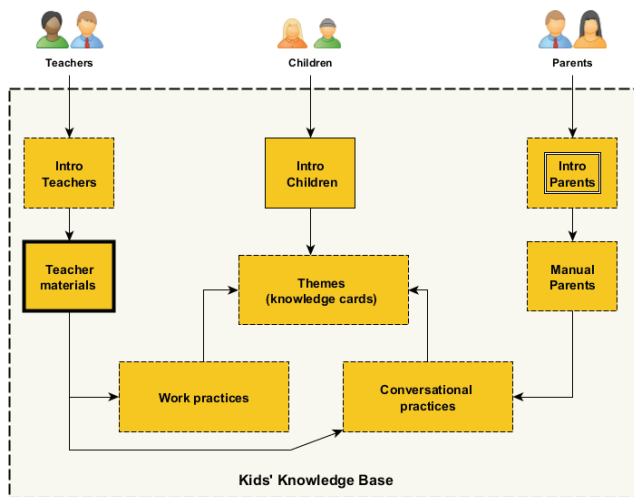 Teachers
Children
Parents
Intro
Teachers
Intro
Children
Intro
Parents
Teacher
materials
Themes
(knowledge cards)
Manual
Parents
Work practices
Conversational
practices
Kids' Knowledge Base